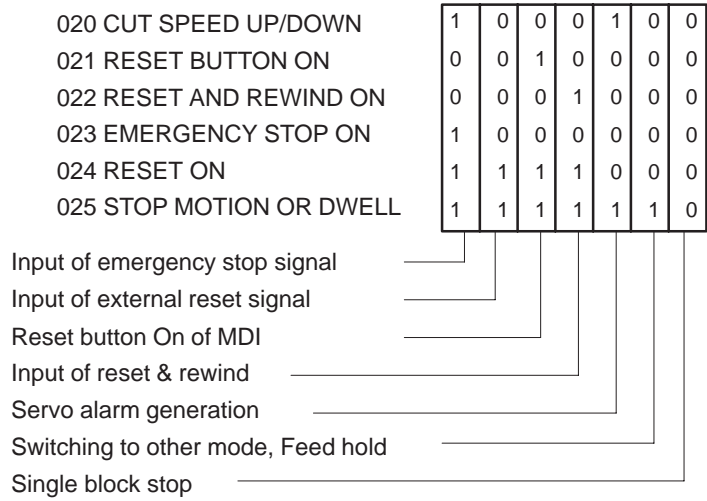 020 CUT SPEED UP/DOWN 1 0 0 0 1 0 0
021 RESET BUTTON ON 0 0 1 0 0 0 0
022 RESET AND REWIND ON 0 0 0 1 0 0 0
023 EMERGENCY STOP ON 1 0 0 0 0 0 0
024 RESET ON 1 1 1 1 0 0 0
025 STOP MOTION OR DWELL 1 1 1 1 1 1 0
Input of emergency stop signal
Input of external reset signal
Reset button On of MDI
Input of reset & rewind
Servo alarm generation
Switching to other mode, Feed hold
Single block stop